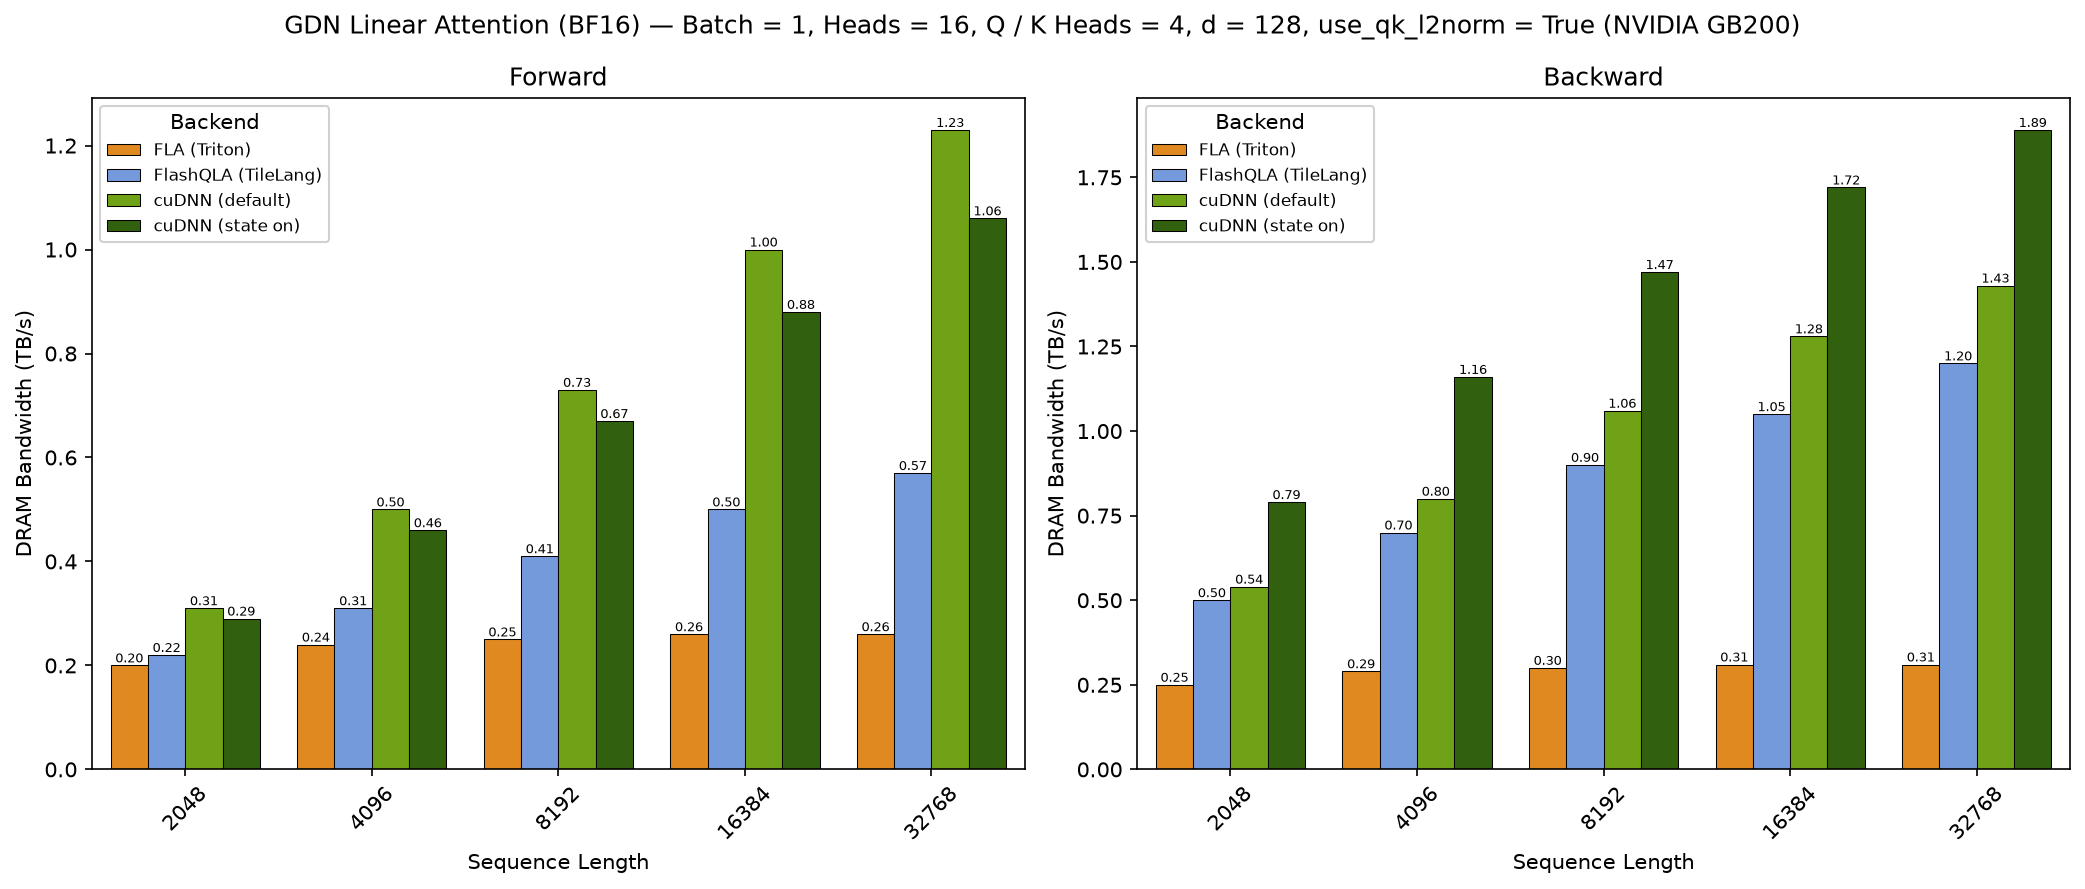 GDN Linear Attention (BF16) — Batch = 1, Heads = 16, Q / K Heads = 4, d = 128, use_qk_l2norm = True (NVIDIA GB200)
Forward
DRAM Bandwidth (TB/s)
1.2
1.0
0.8
0.6
0.4
0.2
0.0
Backend
FLA (Triton)
FlashQLA (TileLang)
cuDNN (default)
cuDNN (state on)
0.20 0.22 0.31 0.29
0.24 0.31 0.50 0.46
0.25 0.41 0.73 0.67
0.26 0.50 1.00 0.88
0.26 0.57 1.23 1.06
2048 4096 8192 16384 32768
Sequence Length
Backward
DRAM Bandwidth (TB/s)
1.75
1.50
1.25
1.00
0.75
0.50
0.25
0.00
Backend
FLA (Triton)
FlashQLA (TileLang)
cuDNN (default)
cuDNN (state on)
0.25 0.50 0.54 0.79
0.29 0.70 0.80 1.16
0.30 0.90 1.06 1.47
0.31 1.05 1.28 1.72
0.31 1.20 1.43 1.89
2048 4096 8192 16384 32768
Sequence Length